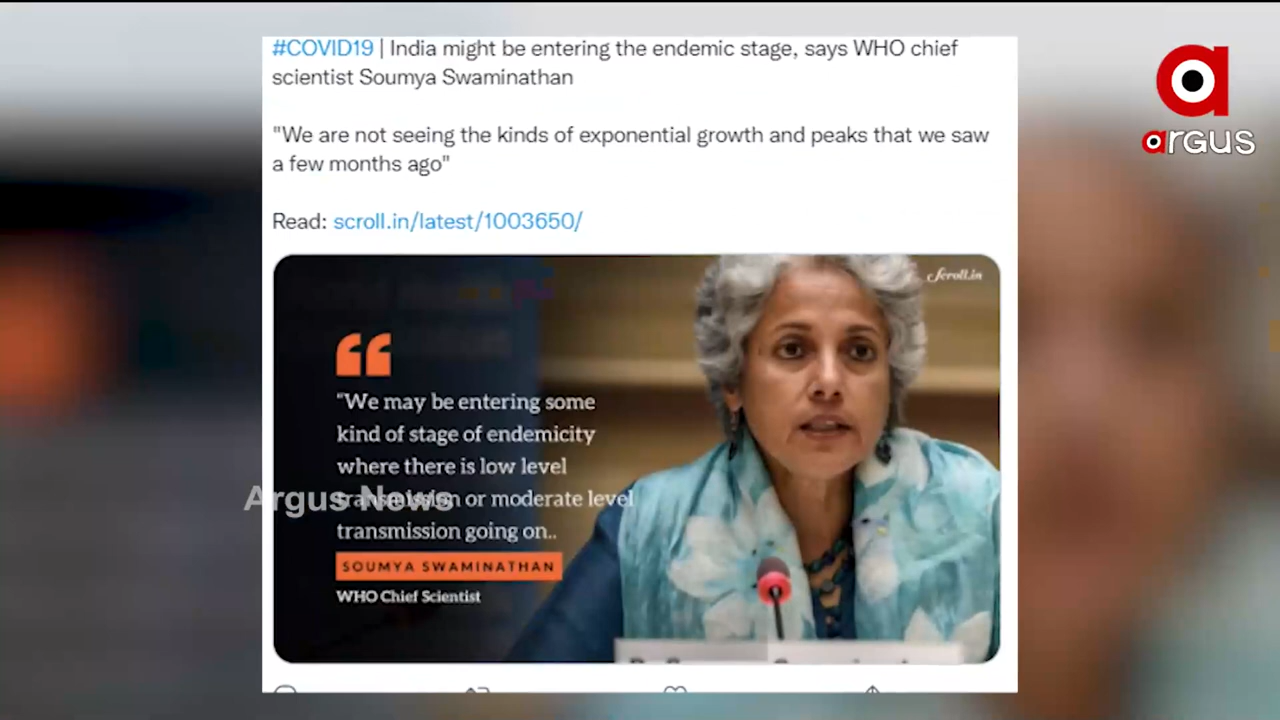 #COVID19 | India might be entering the endemic stage, says WHO chief
scientist Soumya Swaminathan
"We are not seeing the kinds of exponential growth and peaks that we saw
a few months ago"
Read: scroll.in/latest/1003650/
Scroll.in
"We may be entering some
kind of stage of endemicity
where there is low level
transmission or moderate level
transmission going on..
SOUMYA SWAMINATHAN
WHO Chief Scientist
Argus News
argus